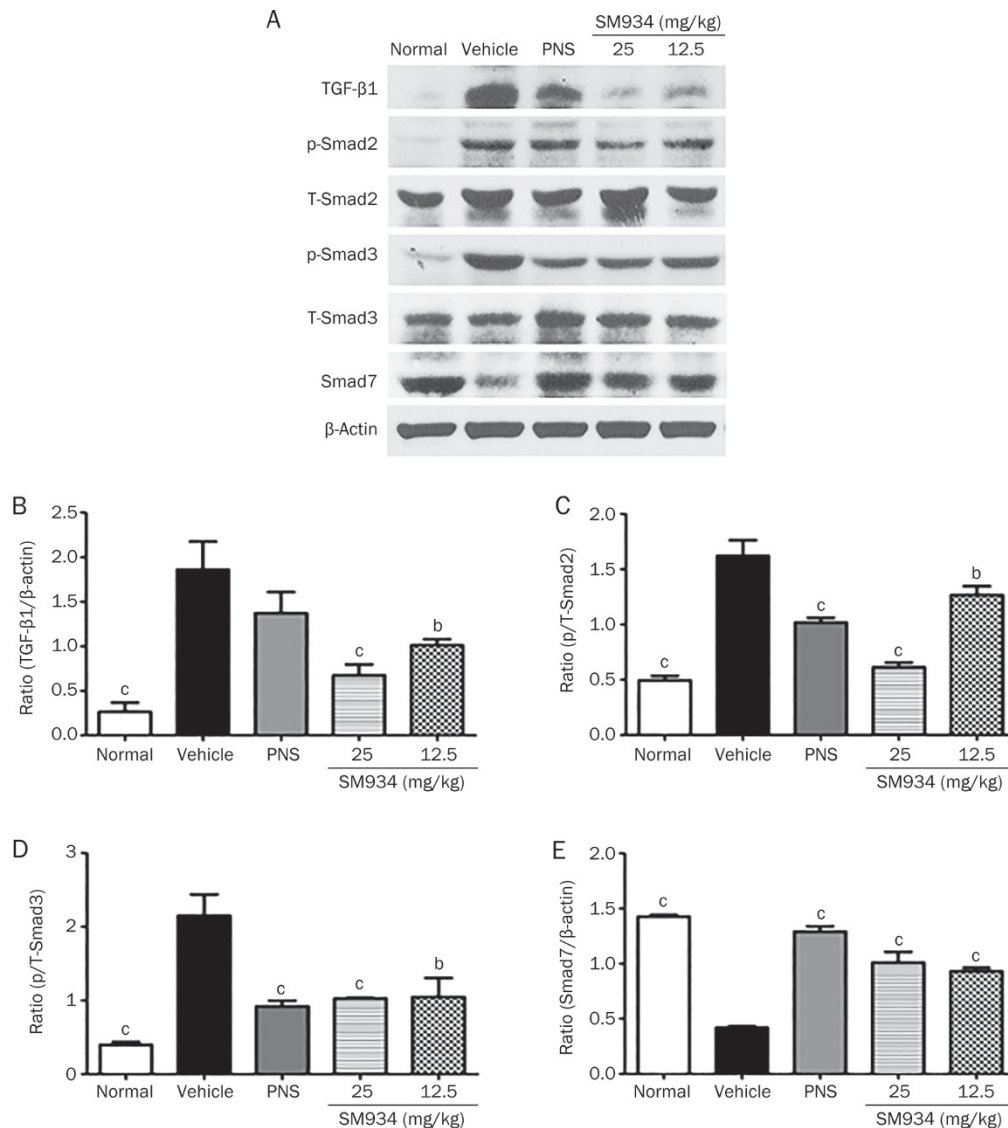 A
SM934 (mg/kg)
Normal Vehicle PNS 25 12.5
TGF-β1
p-Smad2
T-Smad2
p-Smad3
T-Smad3
Smad7
β-Actin
B
Ratio (TGF-β1/β-actin)
2.5
2.0
1.5
1.0
0.5
0.0
c
c
b
Normal Vehicle PNS 25 12.5
SM934 (mg/kg)
C
Ratio (p/T-Smad2)
2.0
1.5
1.0
0.5
0.0
c
c
c
b
Normal Vehicle PNS 25 12.5
SM934 (mg/kg)
D
Ratio (p/T-Smad3)
3
2
1
0
c
c
c
b
Normal Vehicle PNS 25 12.5
SM934 (mg/kg)
E
Ratio (Smad7/β-actin)
2.0
1.5
1.0
0.5
0.0
c
c
c
c
Normal Vehicle PNS 25 12.5
SM934 (mg/kg)